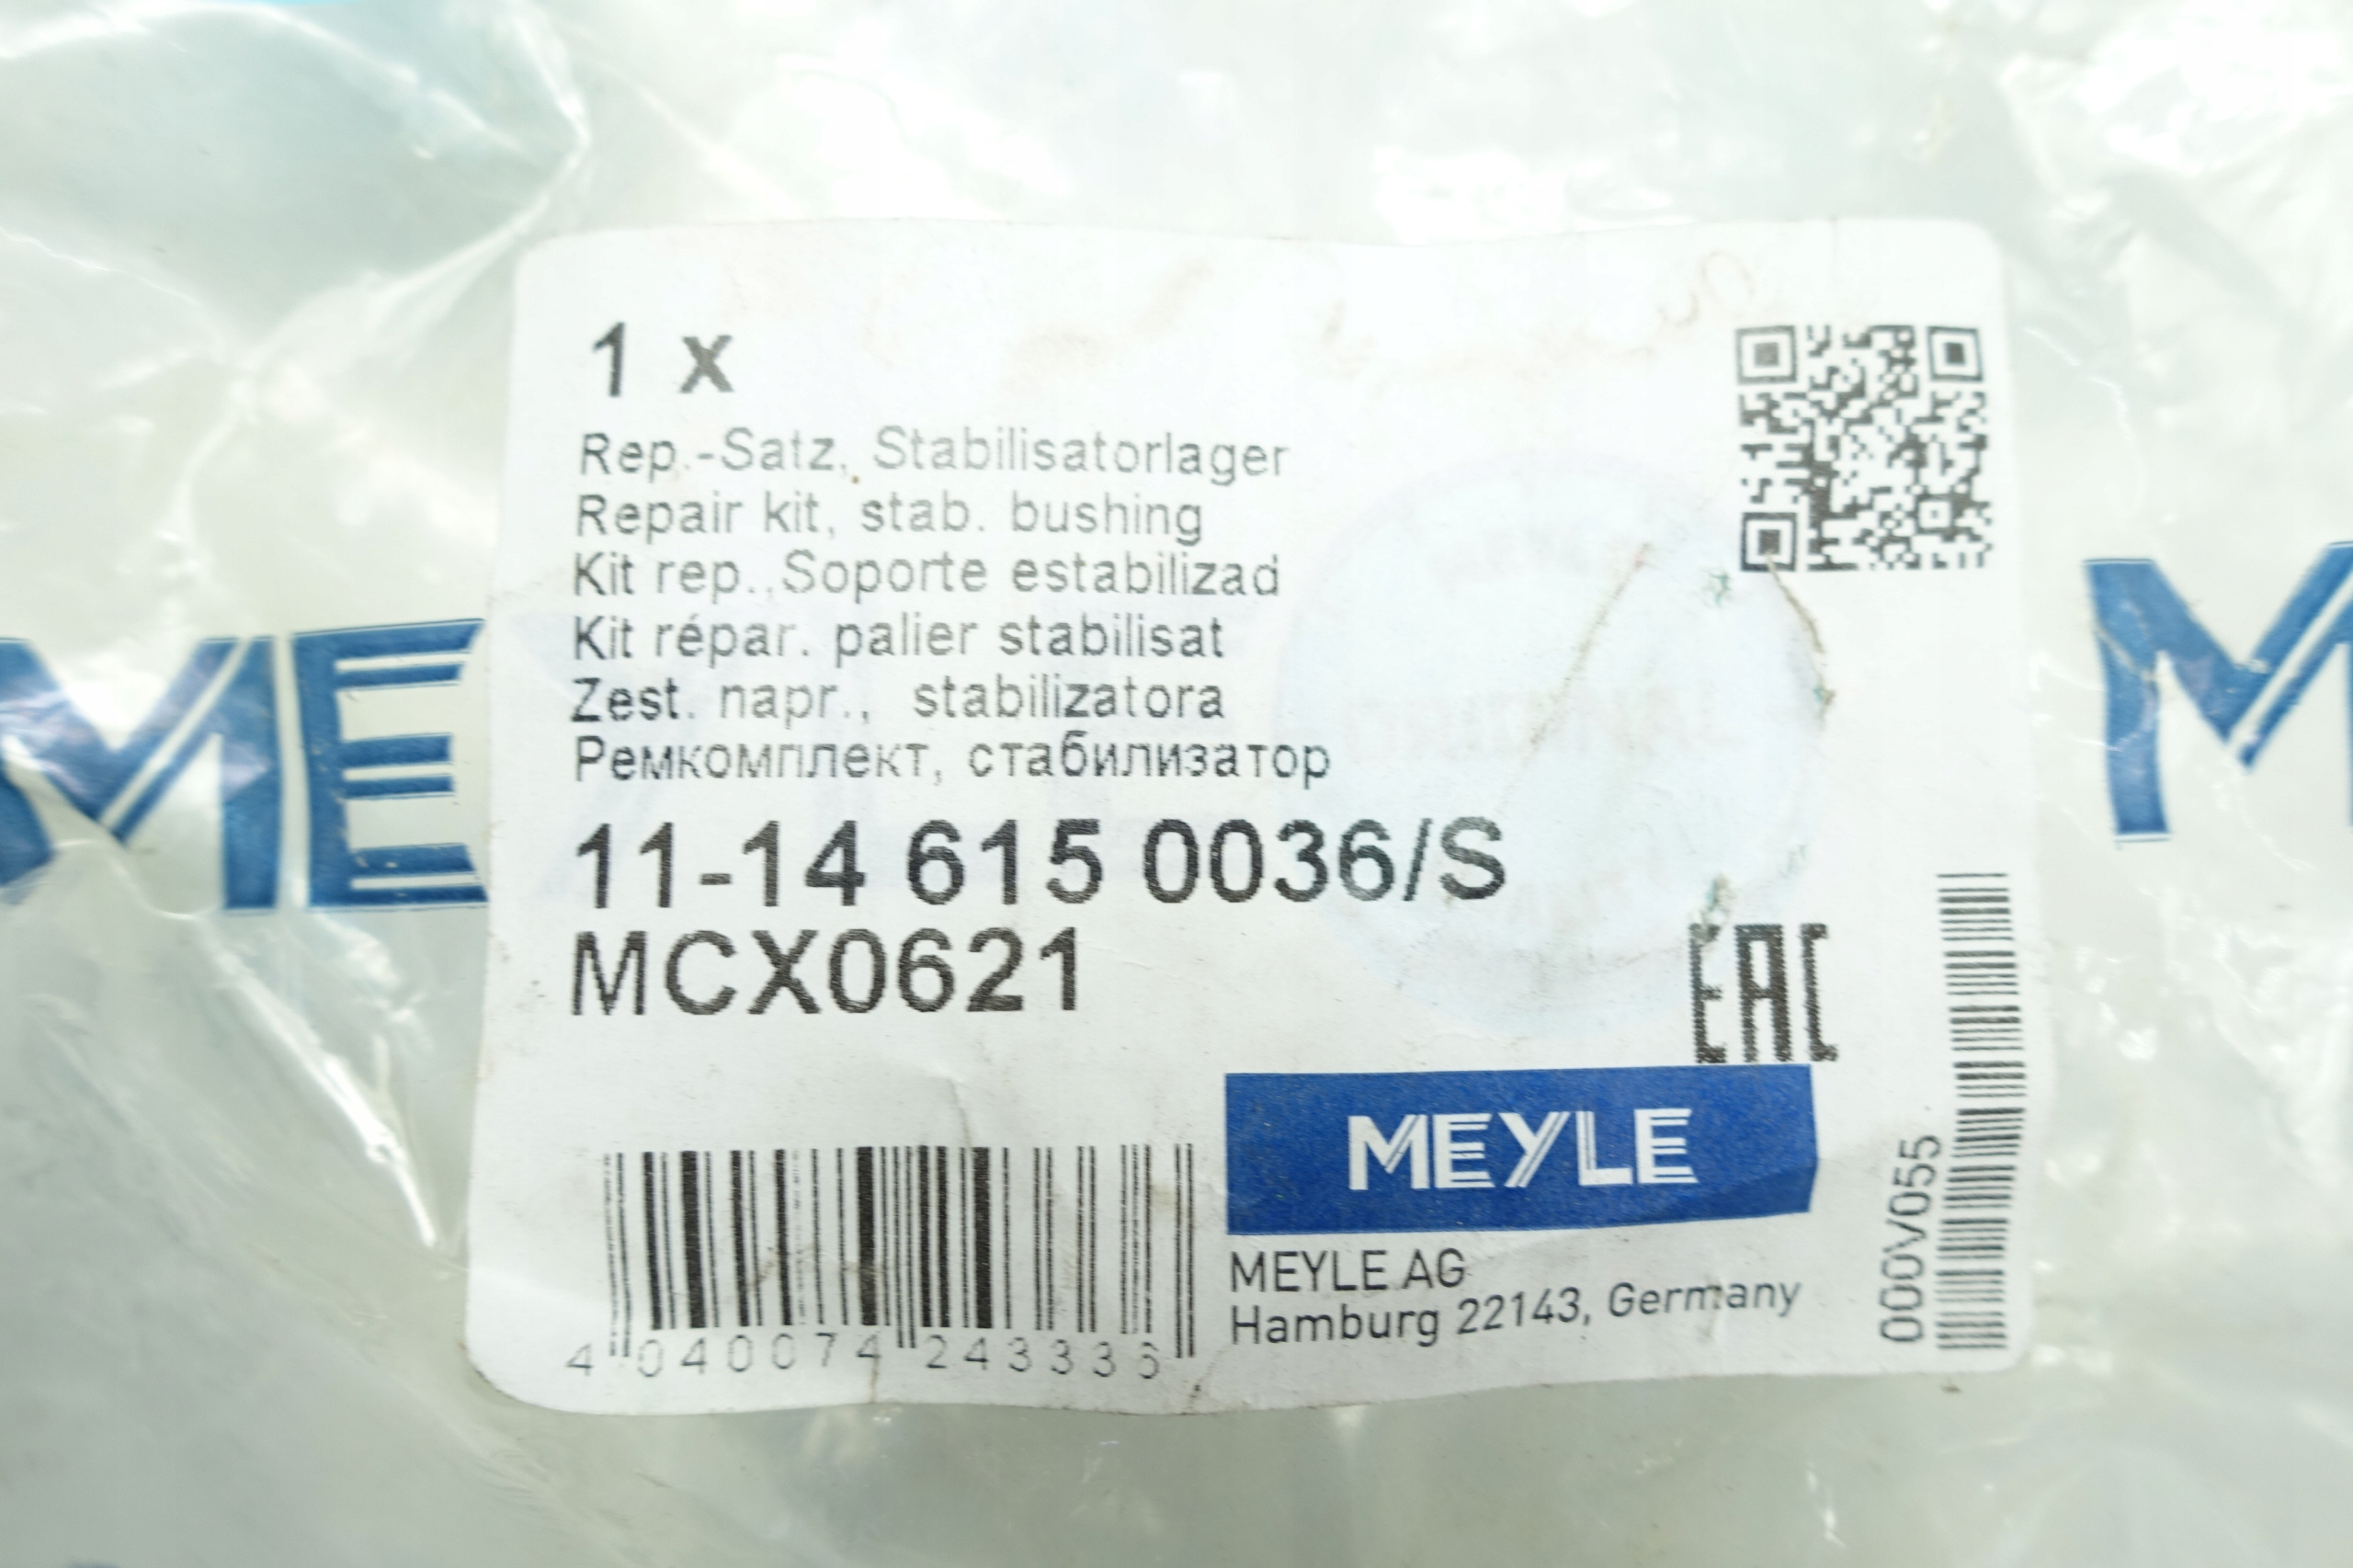 1 x
Rep.-Satz, Stabilisatorlager
Repair kit, stab. bushing
Kit rep.,Soporte estabilizad
Kit répar. palier stabilisat
Zest. napr., stabilizatora
Ремкомплект, стабилизатор
11-14 615 0036/S
MCX0621
EAC
MEYLE
MEYLE AG
Hamburg 22143, Germany
4 040074 243336
000V055
ME
M